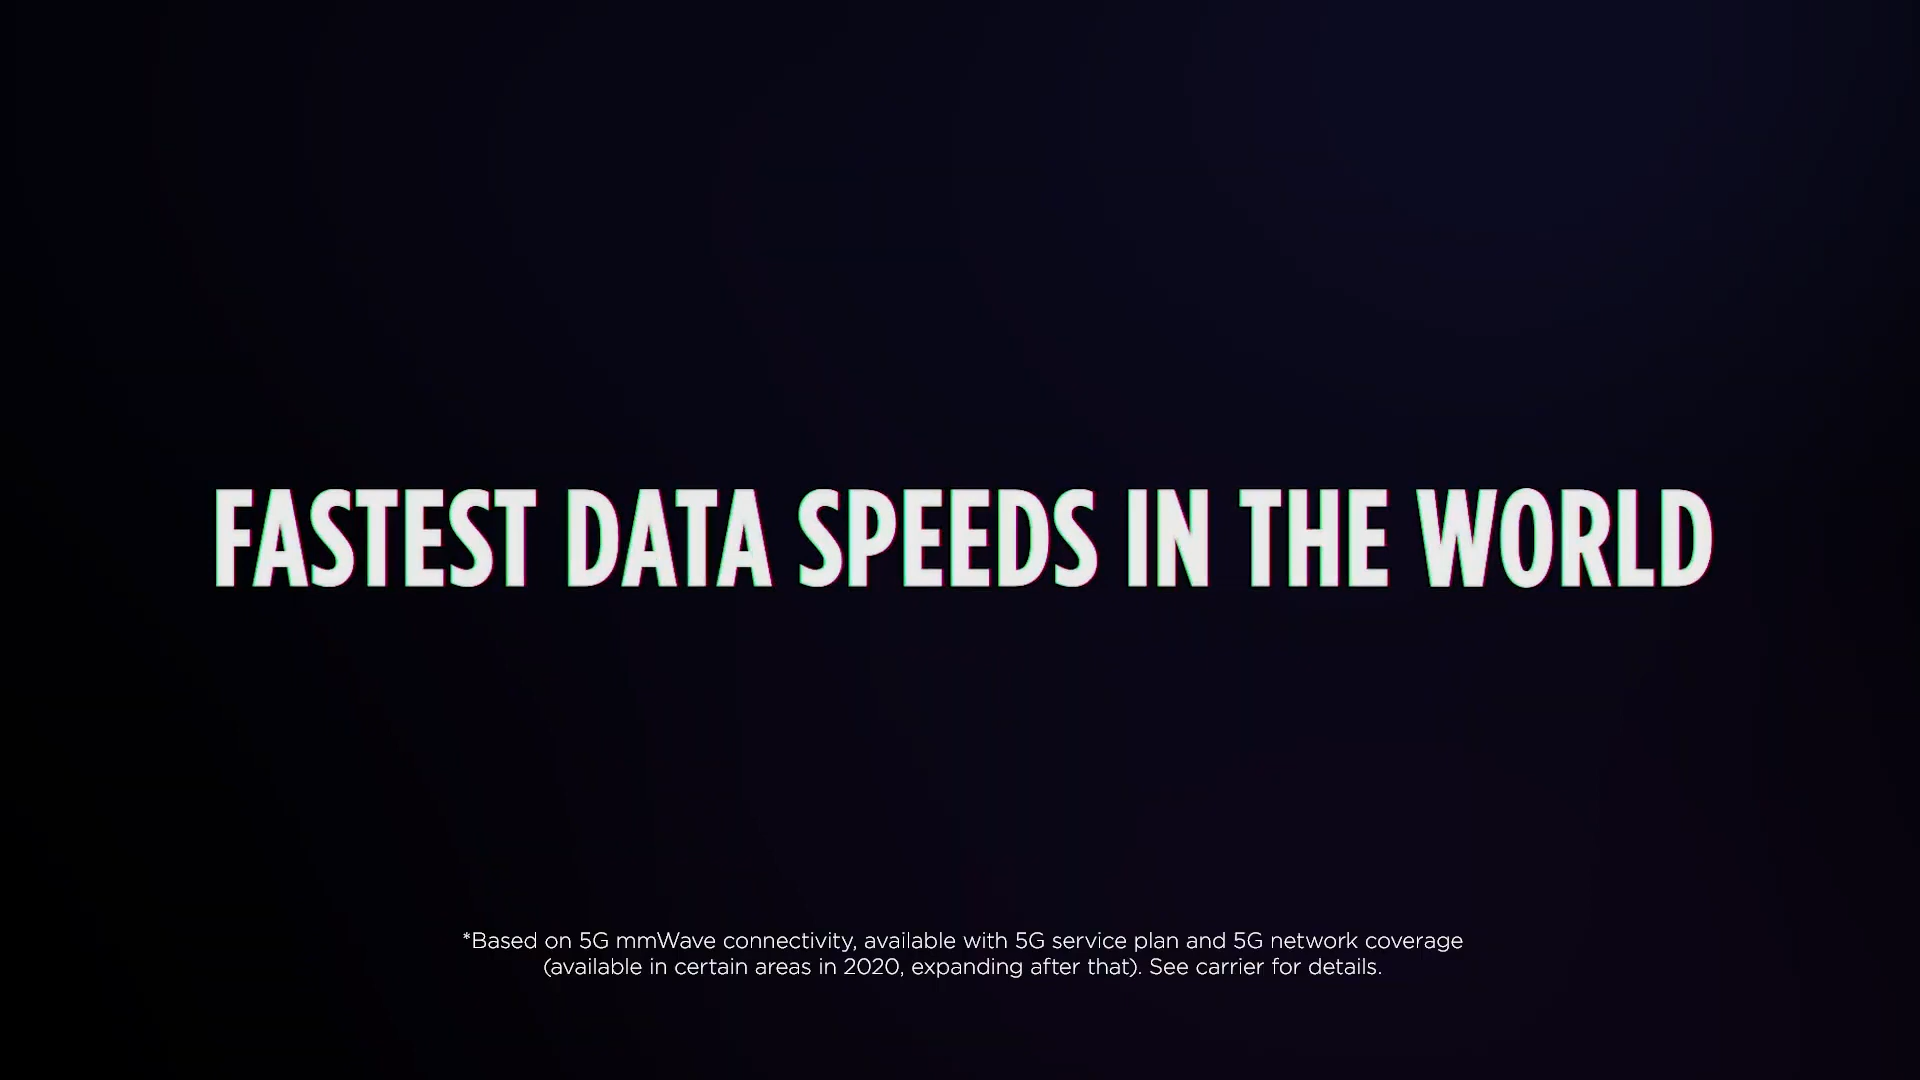 FASTEST DATA SPEEDS IN THE WORLD
*Based on 5G mmWave connectivity, available with 5G service plan and 5G network coverage
(available in certain areas in 2020, expanding after that). See carrier for details.